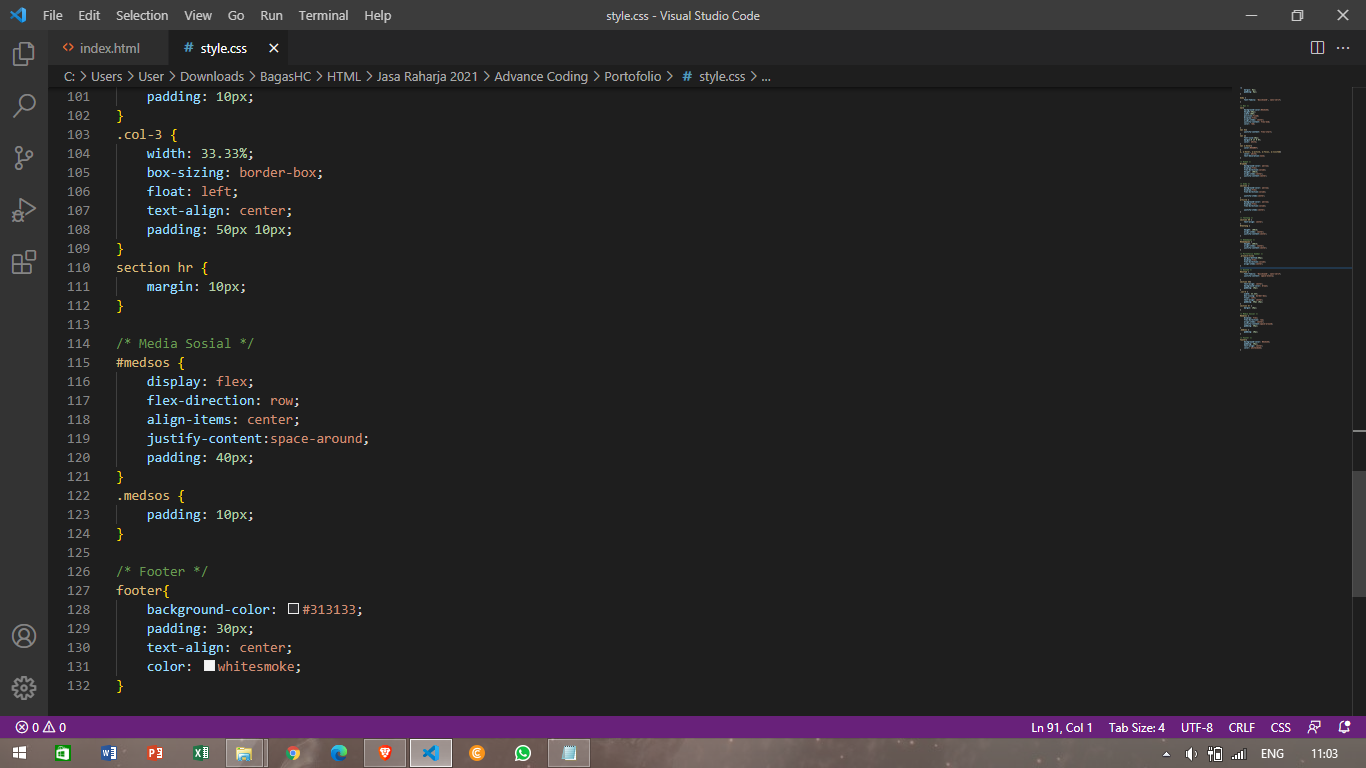 File Edit Selection View Go Run Terminal Help style.css - Visual Studio Code
index.html # style.css
C: > Users > User > Downloads > BagasHC > HTML > Jasa Raharja 2021 > Advance Coding > Portofolio > # style.css > ...
101 padding: 10px;
102 }
103 .col-3 {
104 width: 33.33%;
105 box-sizing: border-box;
106 float: left;
107 text-align: center;
108 padding: 50px 10px;
109 }
110 section hr {
111 margin: 10px;
112 }
113
114 /* Media Sosial */
115 #medsos {
116 display: flex;
117 flex-direction: row;
118 align-items: center;
119 justify-content:space-around;
120 padding: 40px;
121 }
122 .medsos {
123 padding: 10px;
124 }
125
126 /* Footer */
127 footer{
128 background-color: #313133;
129 padding: 30px;
130 text-align: center;
131 color: whitesmoke;
132 }
0 0 Ln 91, Col 1 Tab Size: 4 UTF-8 CRLF CSS
ENG 11:03